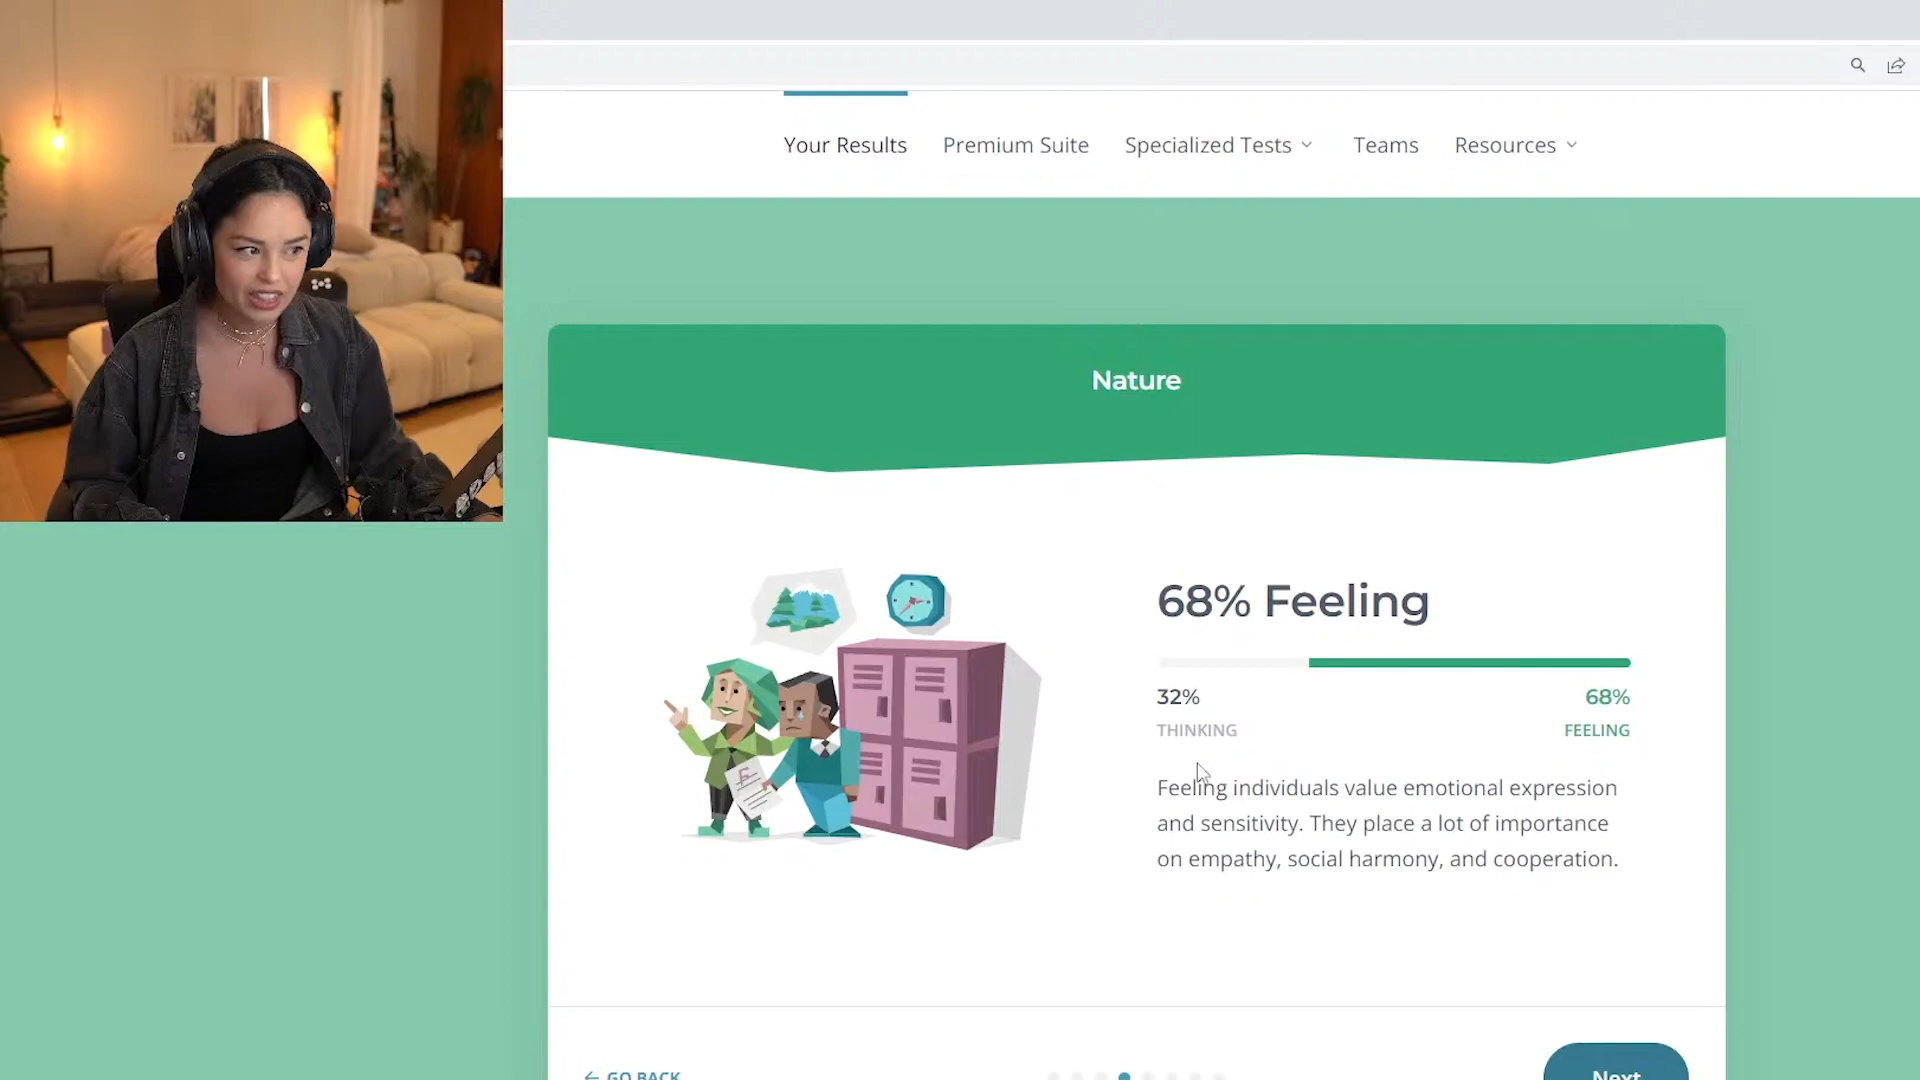 Your Results Premium Suite Specialized Tests Teams Resources
Nature
68% Feeling
32% 68%
THINKING FEELING
Feeling individuals value emotional expression
and sensitivity. They place a lot of importance
on empathy, social harmony, and cooperation.
F
← GO BACK Next